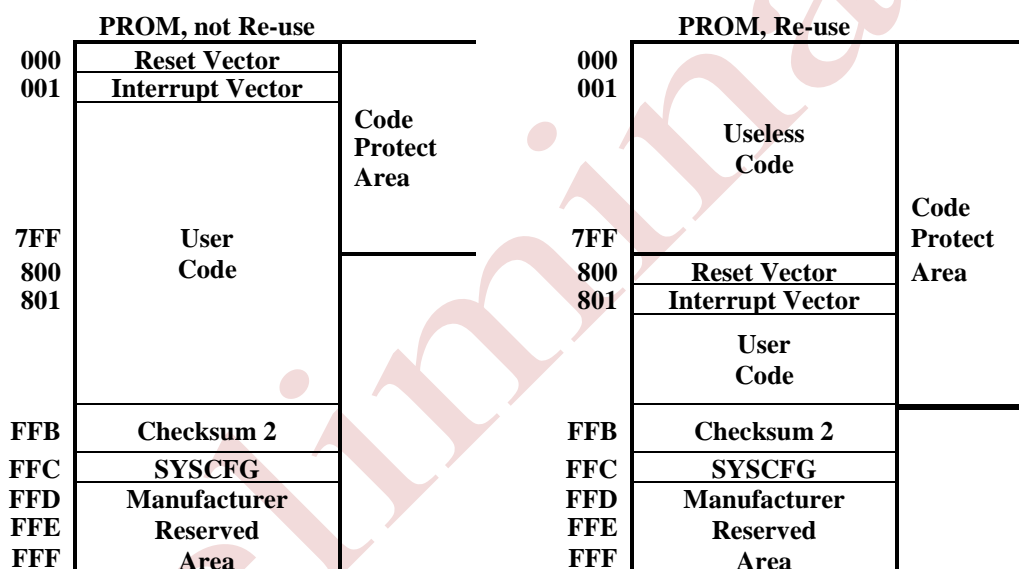 PROM, not Re-use
000 Reset Vector
001 Interrupt Vector
Code
Protect
Area
7FF User
800 Code
801
FFB Checksum 2
FFC SYSCFG
FFD Manufacturer
FFE Reserved
FFF Area
PROM, Re-use
000
001
Useless
Code
Code
7FF Protect
800 Reset Vector Area
801 Interrupt Vector
User
Code
FFB Checksum 2
FFC SYSCFG
FFD Manufacturer
FFE Reserved
FFF Area